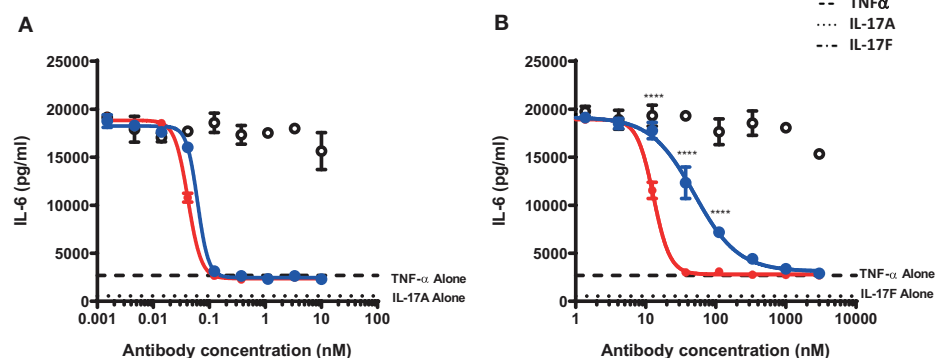 TNFα
IL-17A
IL-17F
A
B
IL-6 (pg/ml)
25000
20000
15000
10000
5000
0
TNF-α Alone
IL-17A Alone
0.001
0.01
0.1
1
10
100
Antibody concentration (nM)
IL-6 (pg/ml)
25000
20000
15000
10000
5000
0
****
****
****
TNF-α Alone
IL-17F Alone
1
10
100
1000
10000
Antibody concentration (nM)